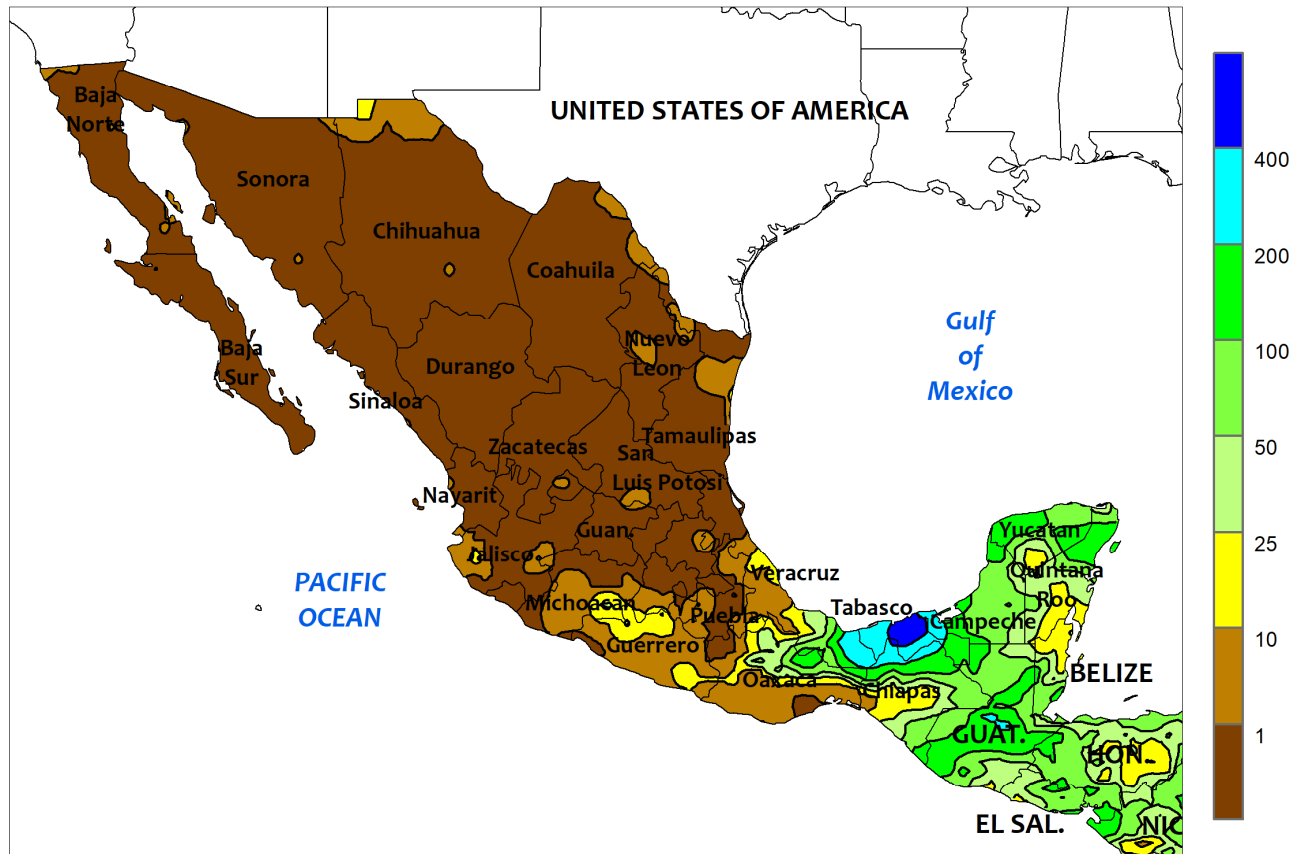 UNITED STATES OF AMERICA
Baja
Norte
Sonora
Chihuahua
Coahuila
Baja
Sur
Sinaloa
Durango
Nuevo
Leon
Zacatecas
San
Luis Potosi
Tamaulipas
Nayarit
Guan.
Jalisco
Michoacan
Guerrero
Puebla
Veracruz
Tabasco
Oaxaca
Chiapas
Campeche
Yucatan
Quintana
Roo
Gulf
of
Mexico
PACIFIC
OCEAN
BELIZE
GUAT.
HON.
EL SAL.
NIC
400
200
100
50
25
10
1